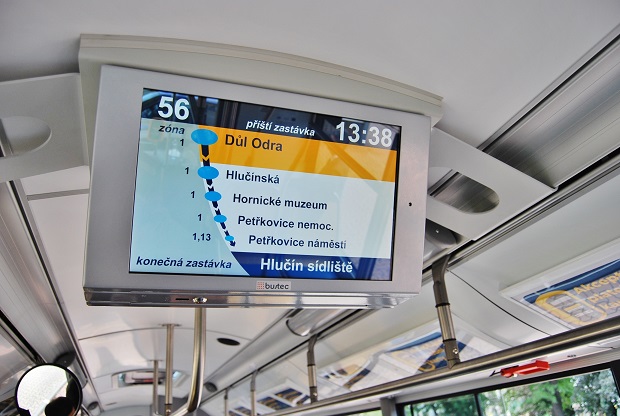 56 příští zastávka 13:38
zóna
1 Důl Odra
1 Hlučínská
1 Hornické muzeum
1 Petřkovice nemoc.
1,13 Petřkovice náměstí
konečná zastávka Hlučín sídliště
bustec